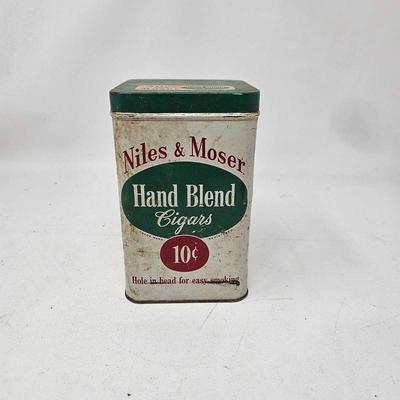 Niles & Moser
Hand Blend
Cigars
10¢
Hole in head for easy smoking